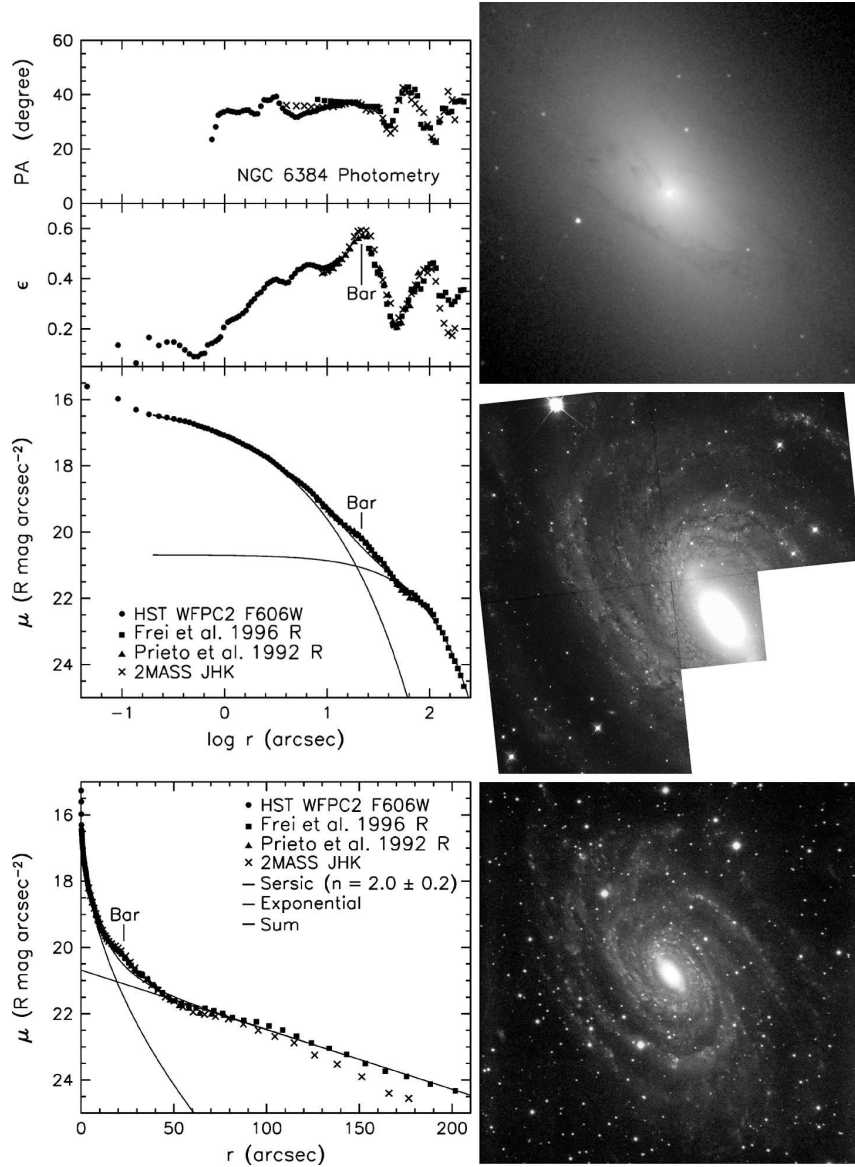 60
40
20
0
PA (degree)
NGC 6384 Photometry
0.6
0.4
0.2
ϵ
Bar
16
18
20
22
24
μ (R mag arcsec⁻²)
Bar
HST WFPC2 F606W
Frei et al. 1996 R
Prieto et al. 1992 R
2MASS JHK
−1 0 1 2
log r (arcsec)
16
18
20
22
24
μ (R mag arcsec⁻²)
Bar
HST WFPC2 F606W
Frei et al. 1996 R
Prieto et al. 1992 R
2MASS JHK
Sersic (n = 2.0 ± 0.2)
Exponential
Sum
0 50 100 150 200
r (arcsec)